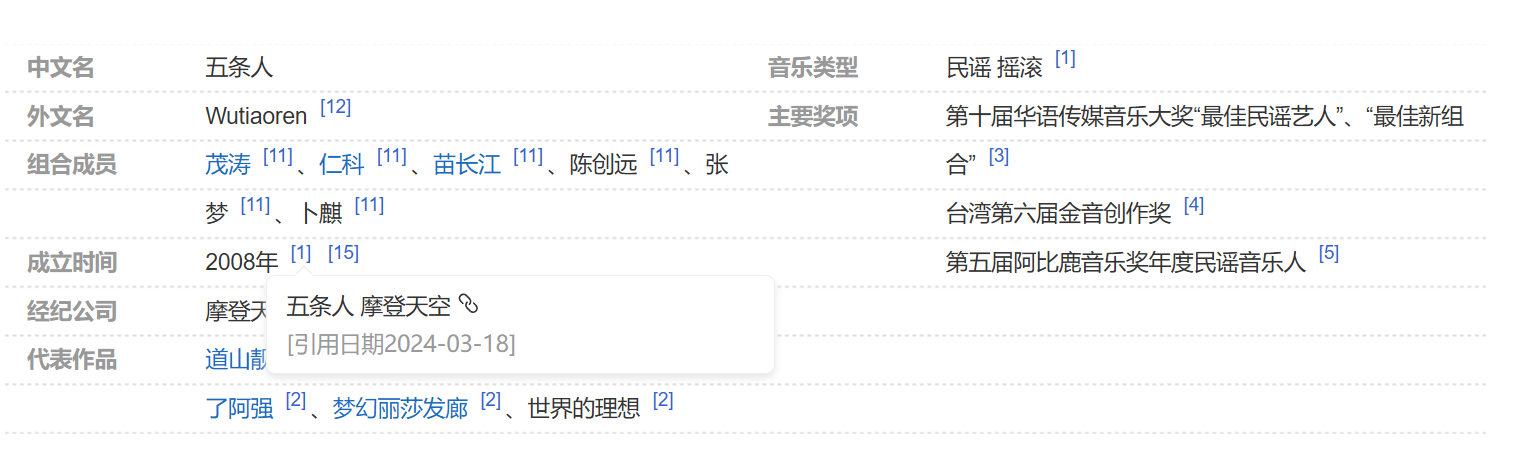 中文名 五条人 音乐类型 民谣 摇滚 [1]
外文名 Wutiaoren [12] 主要奖项 第十届华语传媒音乐大奖“最佳民谣艺人”、“最佳新组
组合成员 茂涛 [11] 、仁科 [11] 、苗长江 [11] 、陈创远 [11] 、张 合” [3]
梦 [11] 、卜麒 [11] 台湾第六届金音创作奖 [4]
成立时间 2008年 [1] [15] 第五届阿比鹿音乐奖年度民谣音乐人 [5]
经纪公司 摩登天
五条人 摩登天空
[引用日期2024-03-18]
代表作品 道山靓
了阿强 [2] 、梦幻丽莎发廊 [2] 、世界的理想 [2]